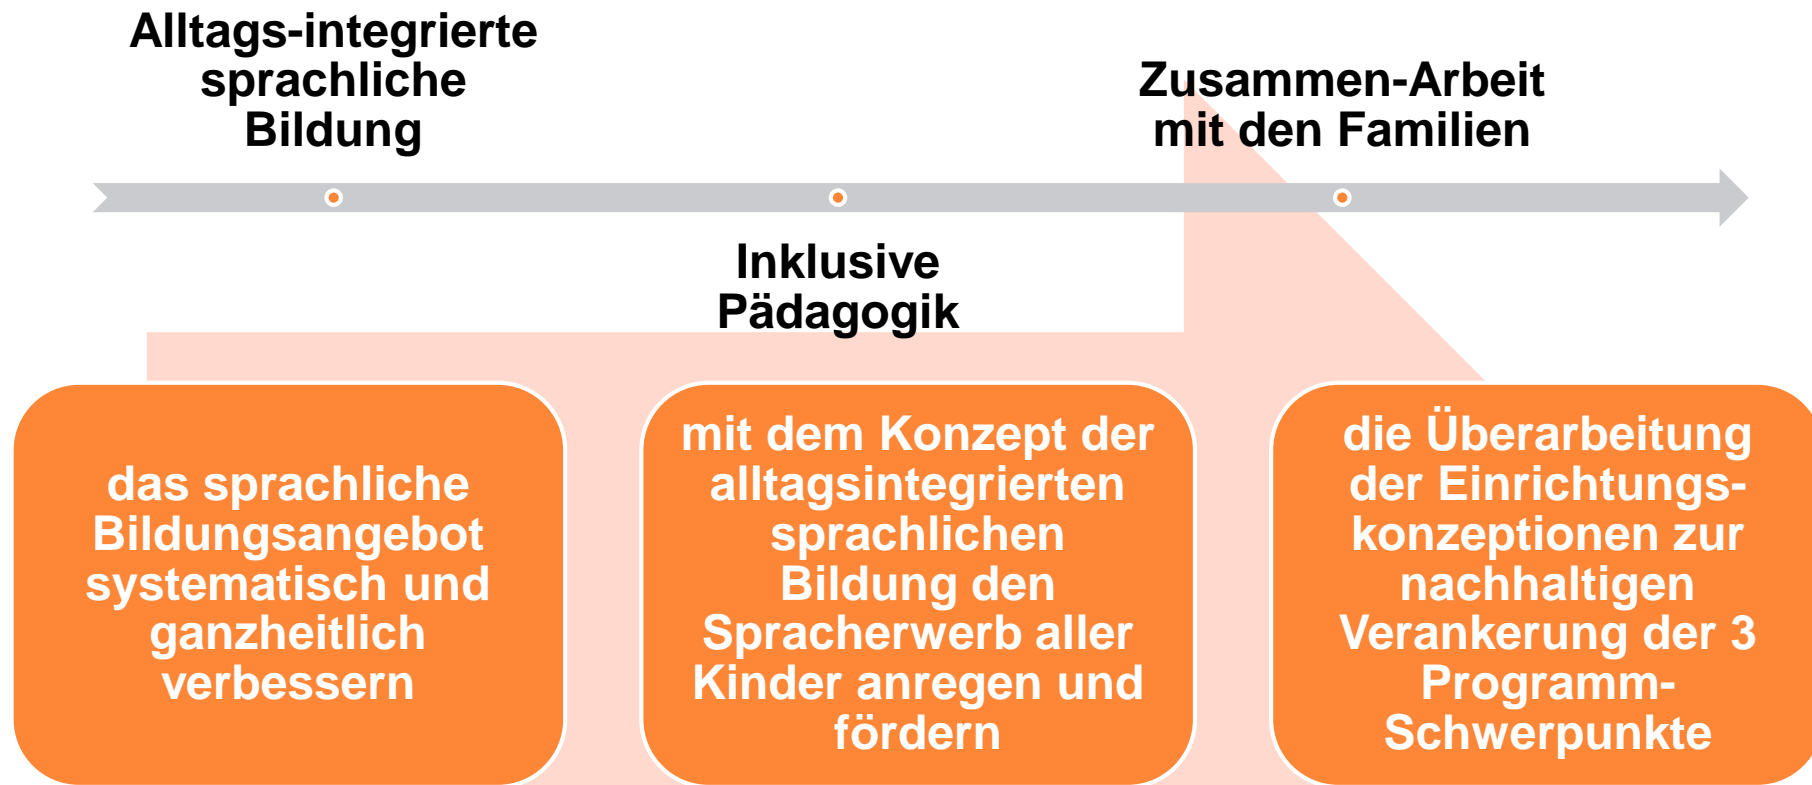 Alltags-integrierte
sprachliche
Bildung
Zusammen-Arbeit
mit den Familien
Inklusive
Pädagogik
das sprachliche
Bildungsangebot
systematisch und
ganzheitlich
verbessern
mit dem Konzept der
alltagsintegrierten
sprachlichen
Bildung den
Spracherwerb aller
Kinder anregen und
fördern
die Überarbeitung
der Einrichtungs-
konzeptionen zur
nachhaltigen
Verankerung der 3
Programm-
Schwerpunkte